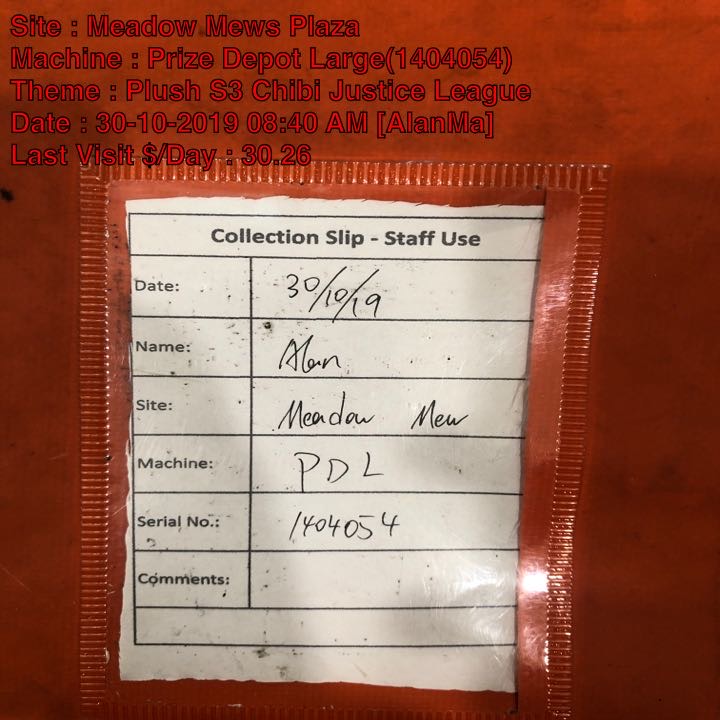 Site : Meadow Mews Plaza
Machine : Prize Depot Large(1404054)
Theme : Plush S3 Chibi Justice League
Date : 30-10-2019 08:40 AM [AlanMa]
Last Visit $/Day : 30.26
Collection Slip - Staff Use
Date: 30/10/19
Name: Alan
Site: Meadow Mew
Machine: PDL
Serial No.: 1404054
Comments: